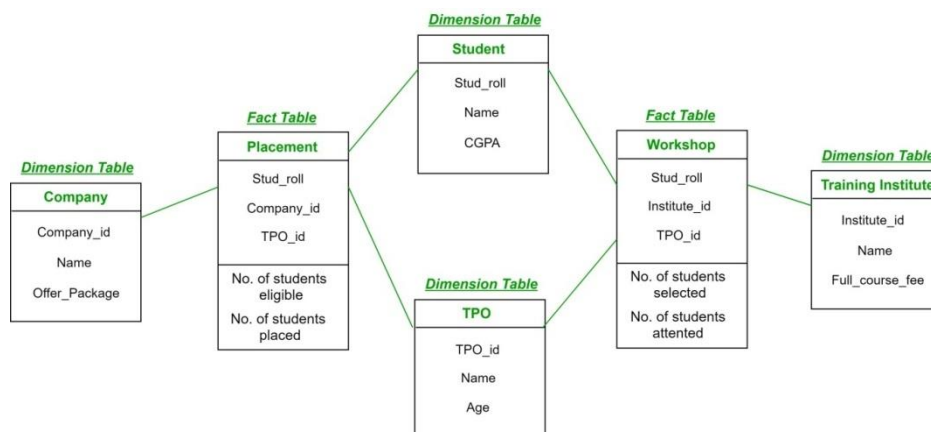 Dimension Table
Student
Stud_roll
Name
CGPA
Fact Table
Placement
Stud_roll
Company_id
TPO_id
No. of students
eligible
No. of students
placed
Fact Table
Workshop
Stud_roll
Institute_id
TPO_id
No. of students
selected
No. of students
attented
Dimension Table
Company
Company_id
Name
Offer_Package
Dimension Table
Training Institute
Institute_id
Name
Full_course_fee
Dimension Table
TPO
TPO_id
Name
Age